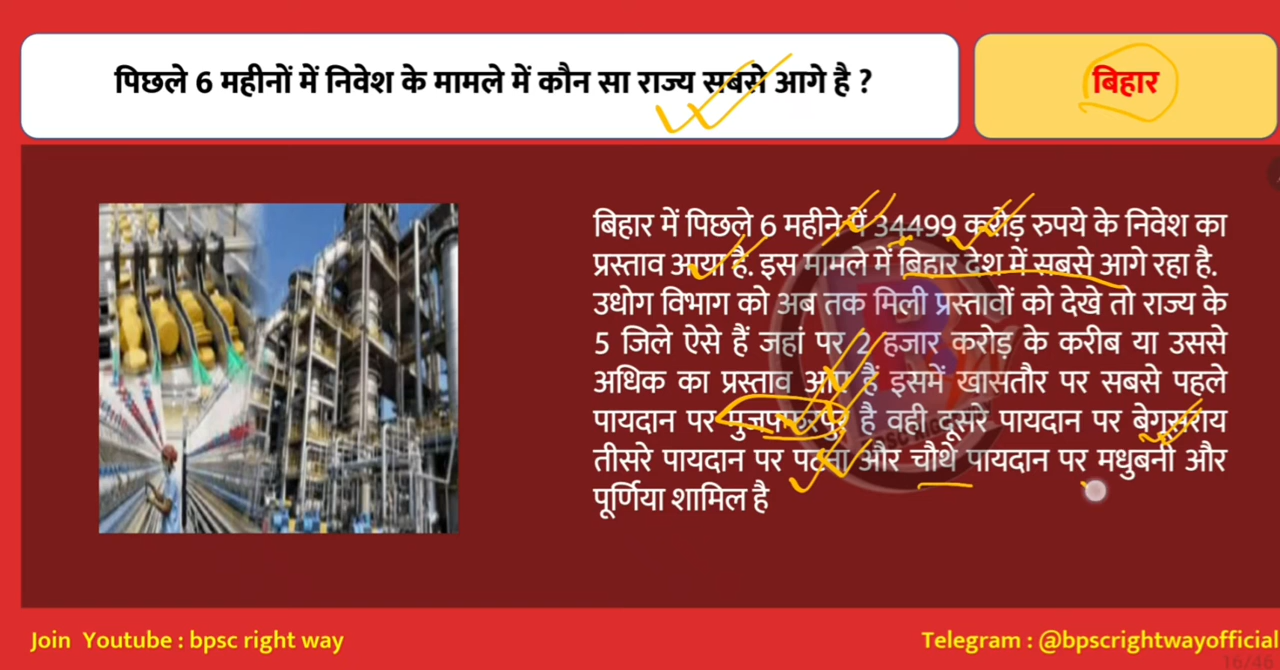 पिछले 6 महीनों में निवेश के मामले में कौन सा राज्य सबसे आगे है ?
बिहार
बिहार में पिछले 6 महीने में 34499 करोड़ रुपये के निवेश का
प्रस्ताव आया है. इस मामले में बिहार देश में सबसे आगे रहा है.
उधोग विभाग को अब तक मिली प्रस्तावों को देखे तो राज्य के
5 जिले ऐसे हैं जहां पर 2 हजार करोड़ के करीब या उससे
अधिक का प्रस्ताव आए हैं इसमें खासतौर पर सबसे पहले
पायदान पर मुजफ्फरपुर है वही दूसरे पायदान पर बेगूसराय
तीसरे पायदान पर पटना और चौथे पायदान पर मधुबनी और
पूर्णिया शामिल है
Join Youtube : bpsc right way
Telegram : @bpscrightwayofficial
16/46